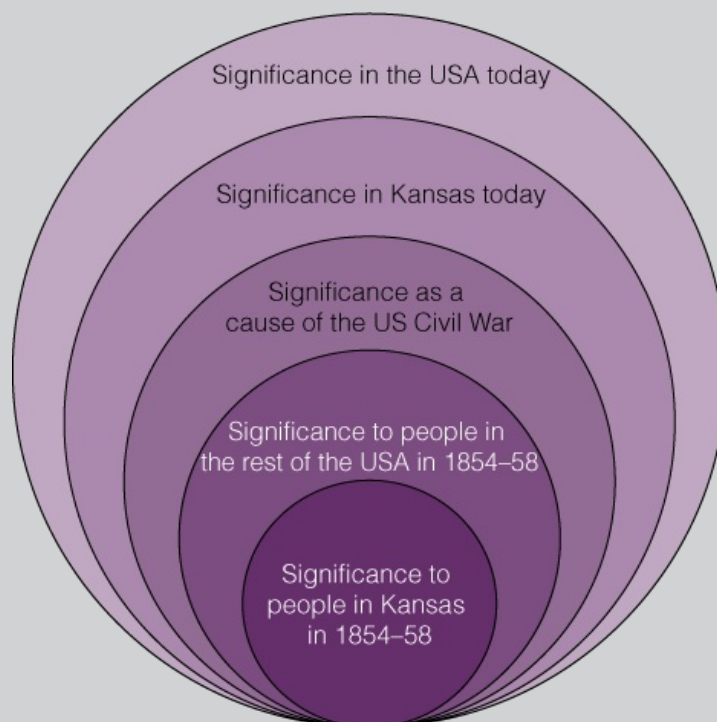 Significance in the USA today
Significance in Kansas today
Significance as a
cause of the US Civil War
Significance to people in
the rest of the USA in 1854–58
Significance to
people in Kansas
in 1854–58